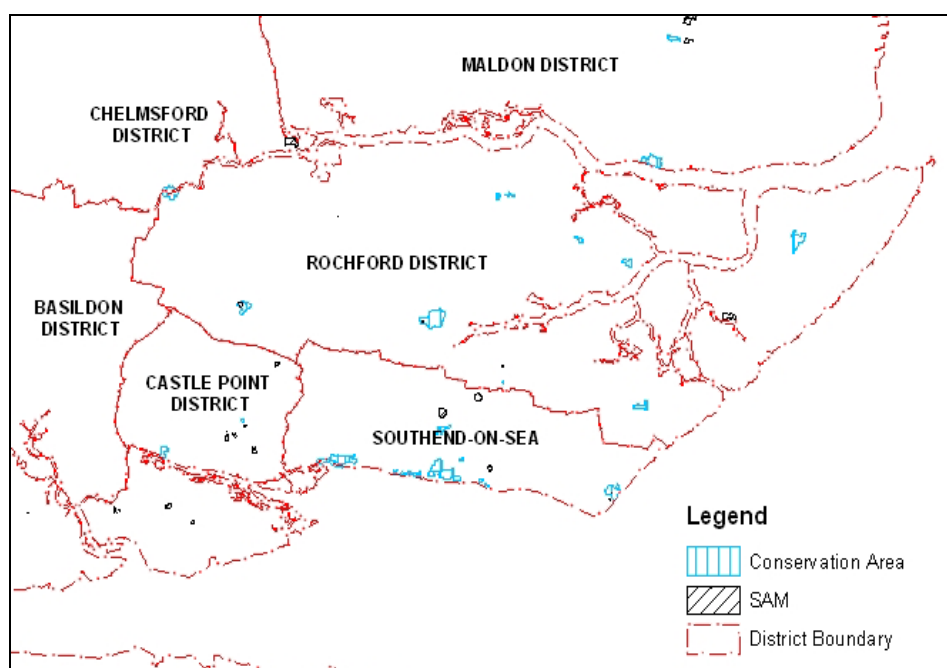 MALDON DISTRICT
CHELMSFORD
DISTRICT
ROCHFORD DISTRICT
BASILDON
DISTRICT
CASTLE POINT
DISTRICT
SOUTHEND-ON-SEA
Legend
Conservation Area
SAM
District Boundary